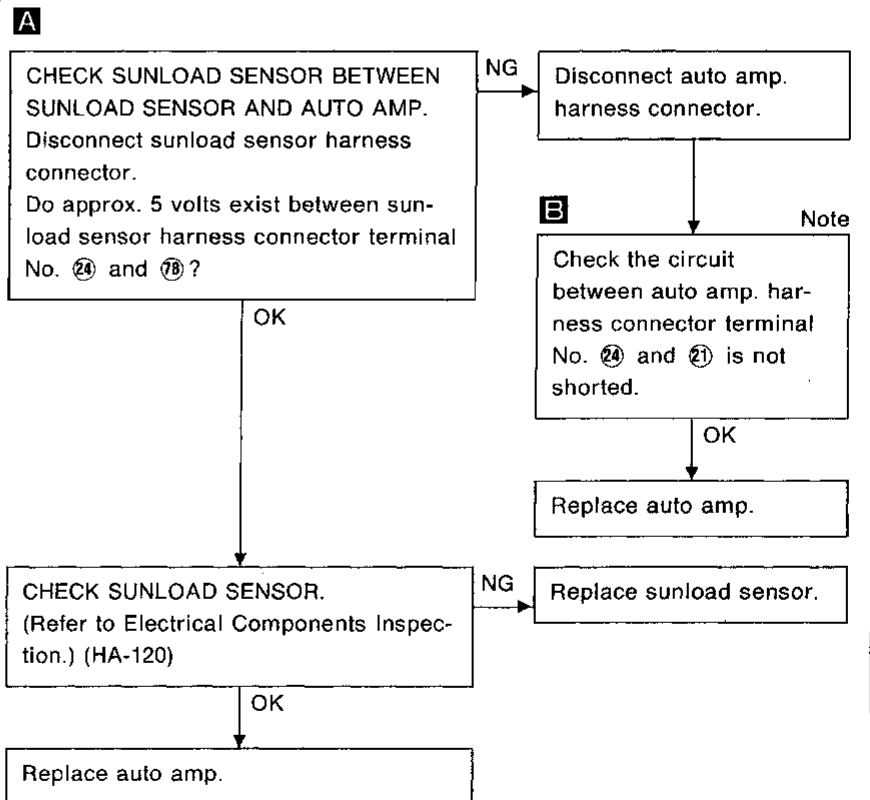 A
CHECK SUNLOAD SENSOR BETWEEN
SUNLOAD SENSOR AND AUTO AMP.
Disconnect sunload sensor harness
connector.
Do approx. 5 volts exist between sun-
load sensor harness connector terminal
No. ㉔ and 78 ?
NG
Disconnect auto amp.
harness connector.
OK
B
Note
Check the circuit
between auto amp. har-
ness connector terminal
No. ㉔ and ㉑ is not
shorted.
OK
Replace auto amp.
CHECK SUNLOAD SENSOR.
(Refer to Electrical Components Inspec-
tion.) (HA-120)
NG
Replace sunload sensor.
OK
Replace auto amp.